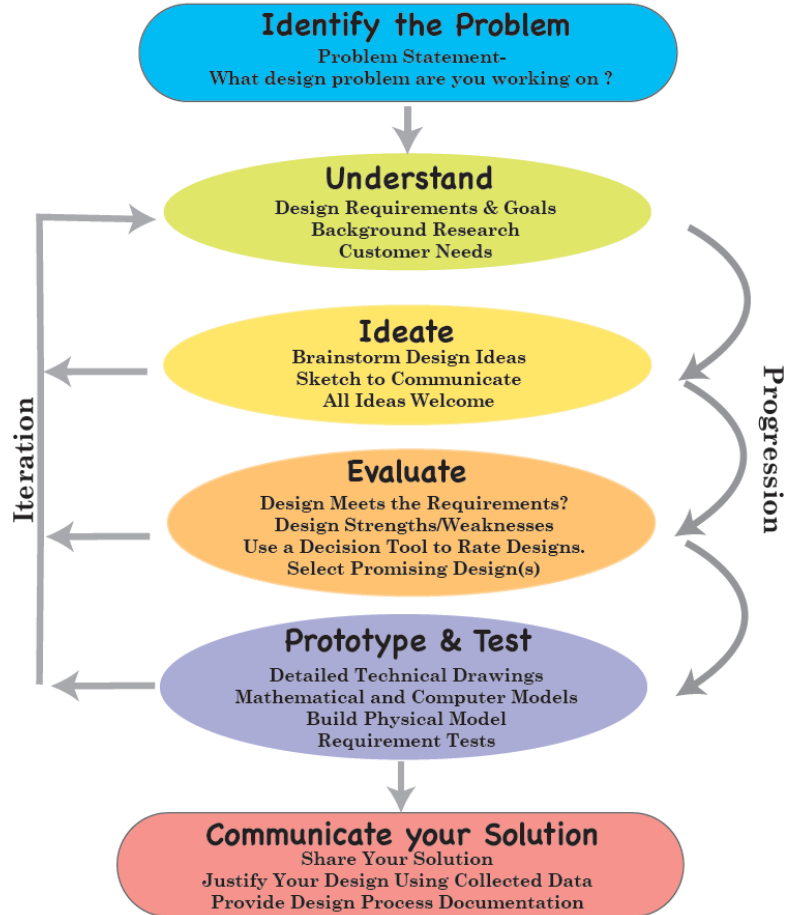 Identify the Problem
Problem Statement-
What design problem are you working on ?
Understand
Design Requirements & Goals
Background Research
Customer Needs
Ideate
Brainstorm Design Ideas
Sketch to Communicate
All Ideas Welcome
Evaluate
Design Meets the Requirements?
Design Strengths/Weaknesses
Use a Decision Tool to Rate Designs.
Select Promising Design(s)
Prototype & Test
Detailed Technical Drawings
Mathematical and Computer Models
Build Physical Model
Requirement Tests
Communicate your Solution
Share Your Solution
Justify Your Design Using Collected Data
Provide Design Process Documentation
Iteration
Progression